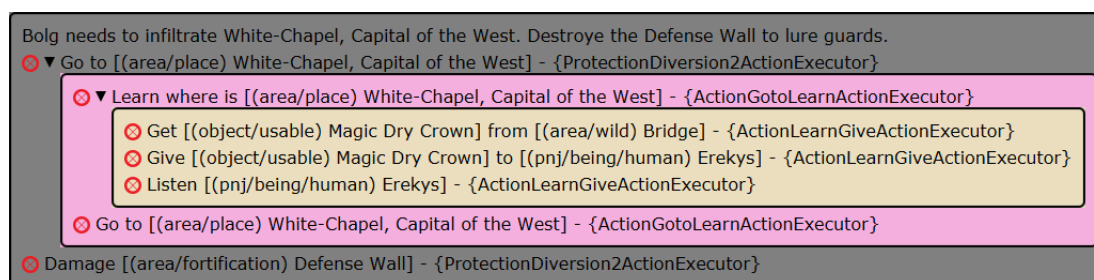 Bolg needs to infiltrate White-Chapel, Capital of the West. Destroye the Defense Wall to lure guards.
▼ Go to [(area/place) White-Chapel, Capital of the West] - {ProtectionDiversion2ActionExecutor}
▼ Learn where is [(area/place) White-Chapel, Capital of the West] - {ActionGotoLearnActionExecutor}
Get [(object/usable) Magic Dry Crown] from [(area/wild) Bridge] - {ActionLearnGiveActionExecutor}
Give [(object/usable) Magic Dry Crown] to [(pnj/being/human) Erekys] - {ActionLearnGiveActionExecutor}
Listen [(pnj/being/human) Erekys] - {ActionLearnGiveActionExecutor}
Go to [(area/place) White-Chapel, Capital of the West] - {ActionGotoLearnActionExecutor}
Damage [(area/fortification) Defense Wall] - {ProtectionDiversion2ActionExecutor}